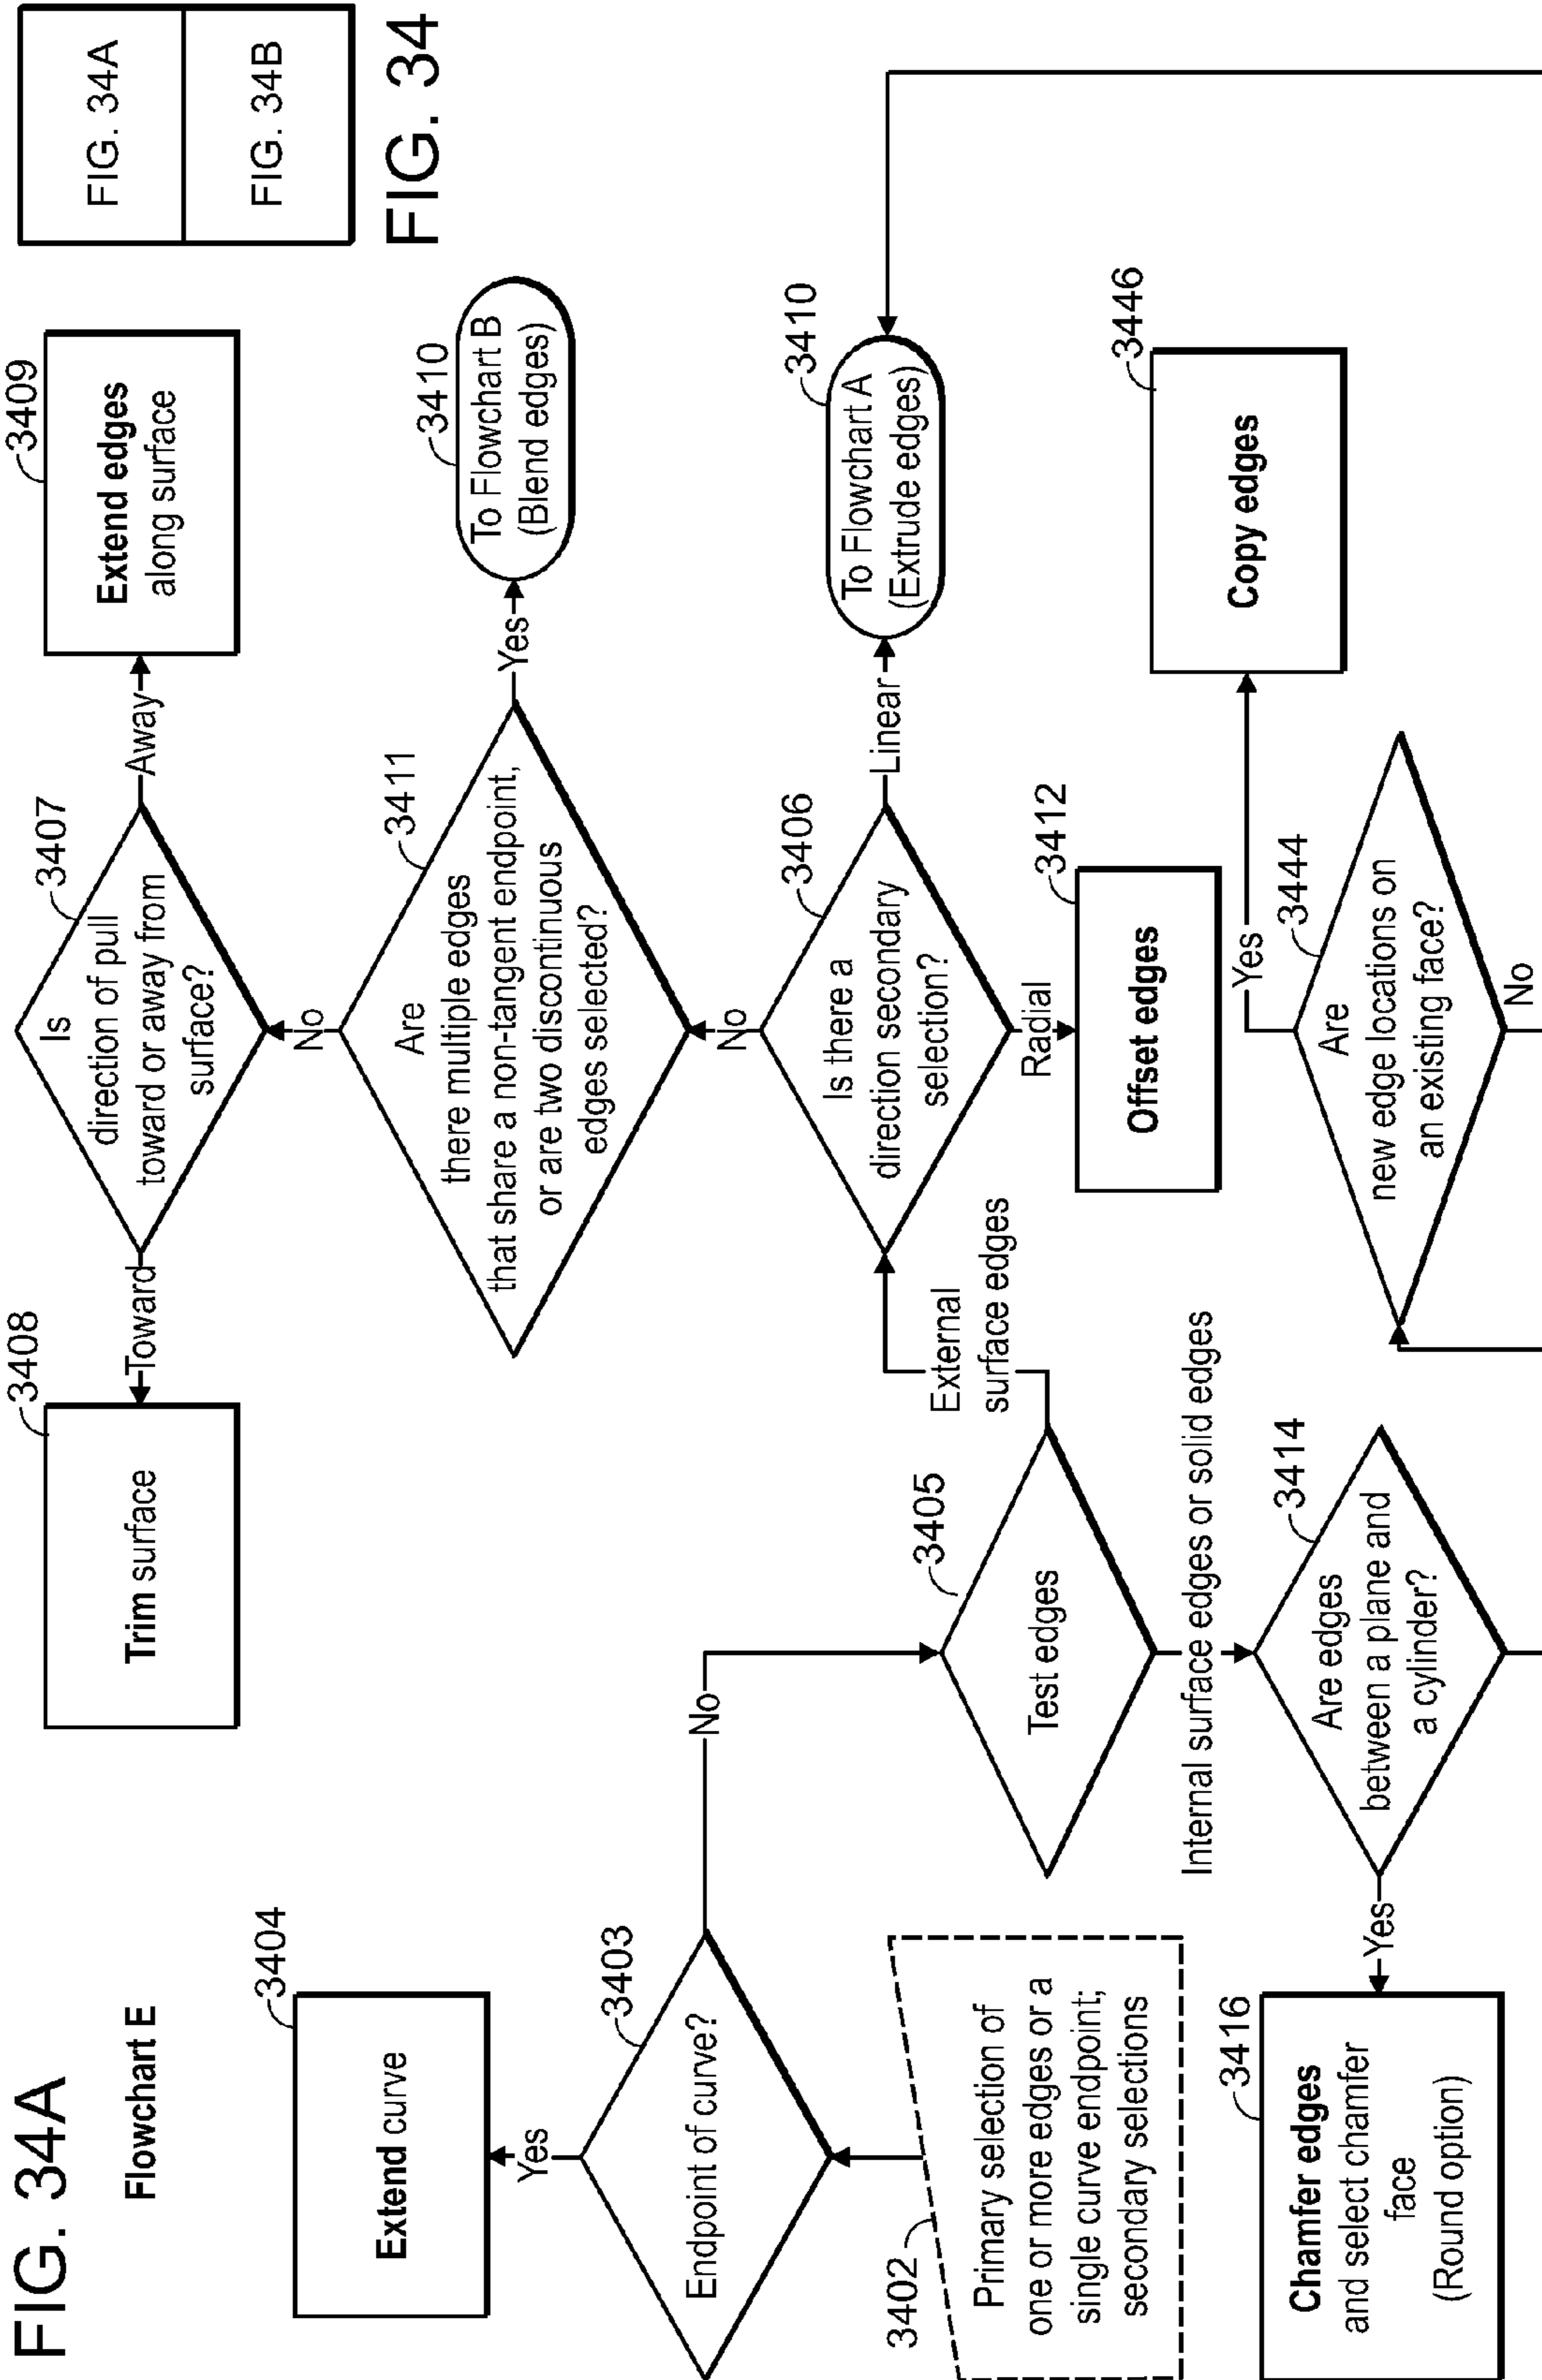 FIG. 34A
Flowchart E
3404
Extend curve
Yes
3403
Endpoint of curve?
No
3402
Primary selection of
one or more edges or a
single curve endpoint;
secondary selections
3408
Trim surface
Toward
3407
Is
direction of pull
toward or away from
surface?
Away
3409
Extend edges
along surface
FIG. 34A
FIG. 34B
FIG. 34
No
3411
Are
there multiple edges
that share a non-tangent endpoint,
or are two discontinuous
edges selected?
Yes
3410
To Flowchart B
(Blend edges)
No
3406
Is there a
direction secondary
selection?
Linear
3410
To Flowchart A
(Extrude edges)
Radial
3412
Offset edges
3405
Test edges
External
surface edges
Internal surface edges or solid edges
3414
Are edges
between a plane and
a cylinder?
Yes
3416
Chamfer edges
and select chamfer
face
(Round option)
3444
Are
new edge locations on
an existing face?
Yes
No
3446
Copy edges